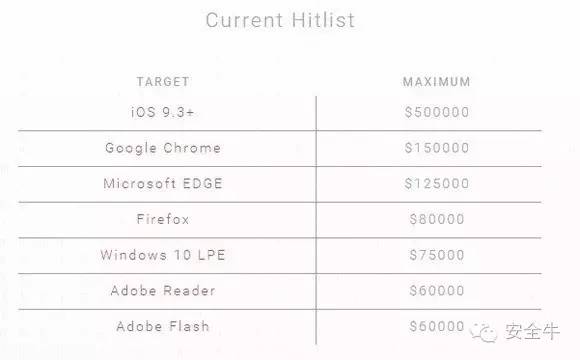 Current Hitlist
TARGET MAXIMUM
iOS 9.3+ $500000
Google Chrome $150000
Microsoft EDGE $125000
Firefox $80000
Windows 10 LPE $75000
Adobe Reader $60000
Adobe Flash $60000
安全牛